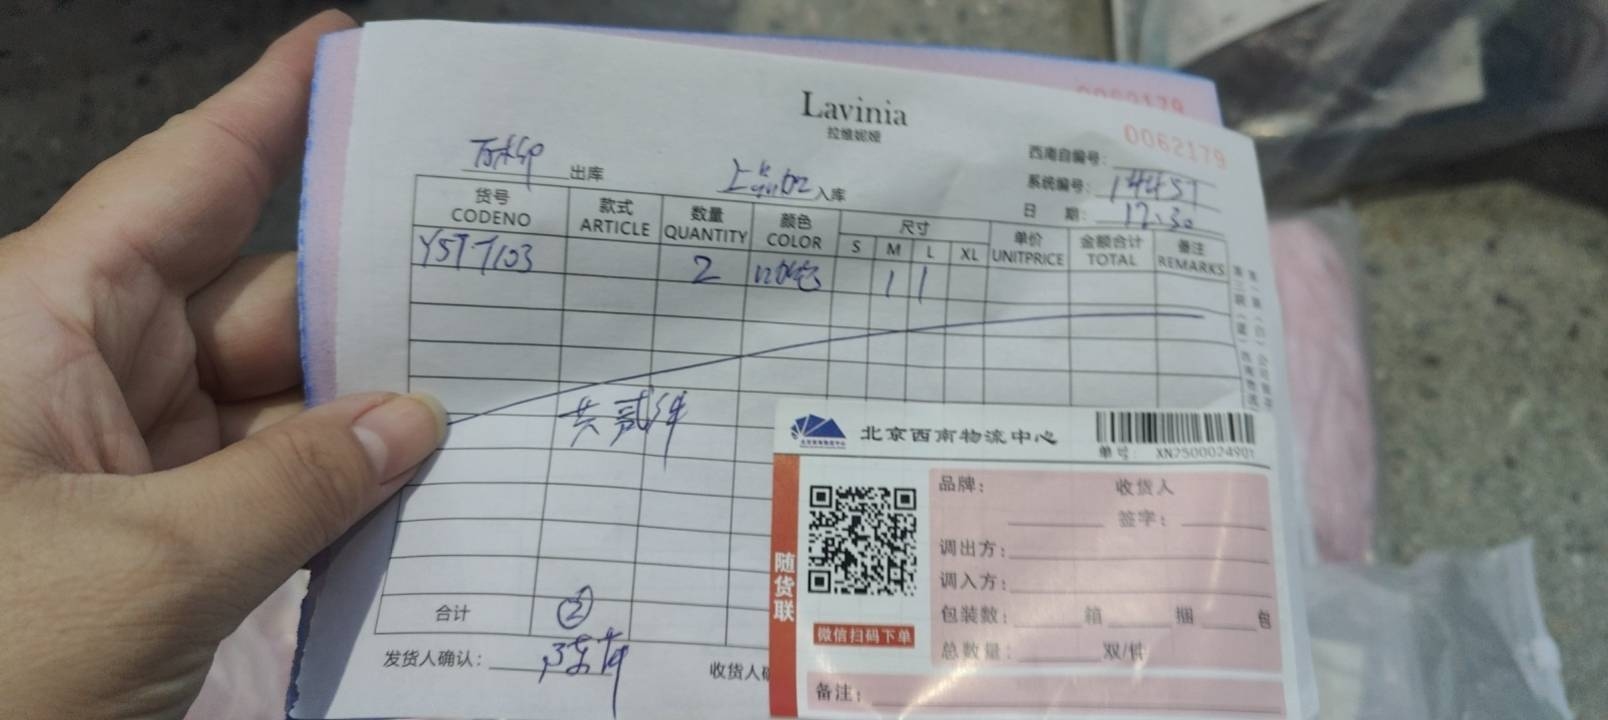 Lavinia
拉维妮娅
0062179
0062179
西南自编号:
出库 入库
系统编号: 14457
日 期: 12.30
货号 CODENO 款式 ARTICLE 数量 QUANTITY 颜色 COLOR 尺寸 S M L XL 单价 UNITPRICE 金额合计 TOTAL 备注 REMARKS
YST7103 2 1 1
共贰件
合计 ②
发货人确认:
收货人
北京西南物流中心
单号: XN2500024901
随货联
微信扫码下单
品牌: 收货人
签字:
调出方:
调入方:
包装数: 箱 捆 包
总数量: 双/件
备注: